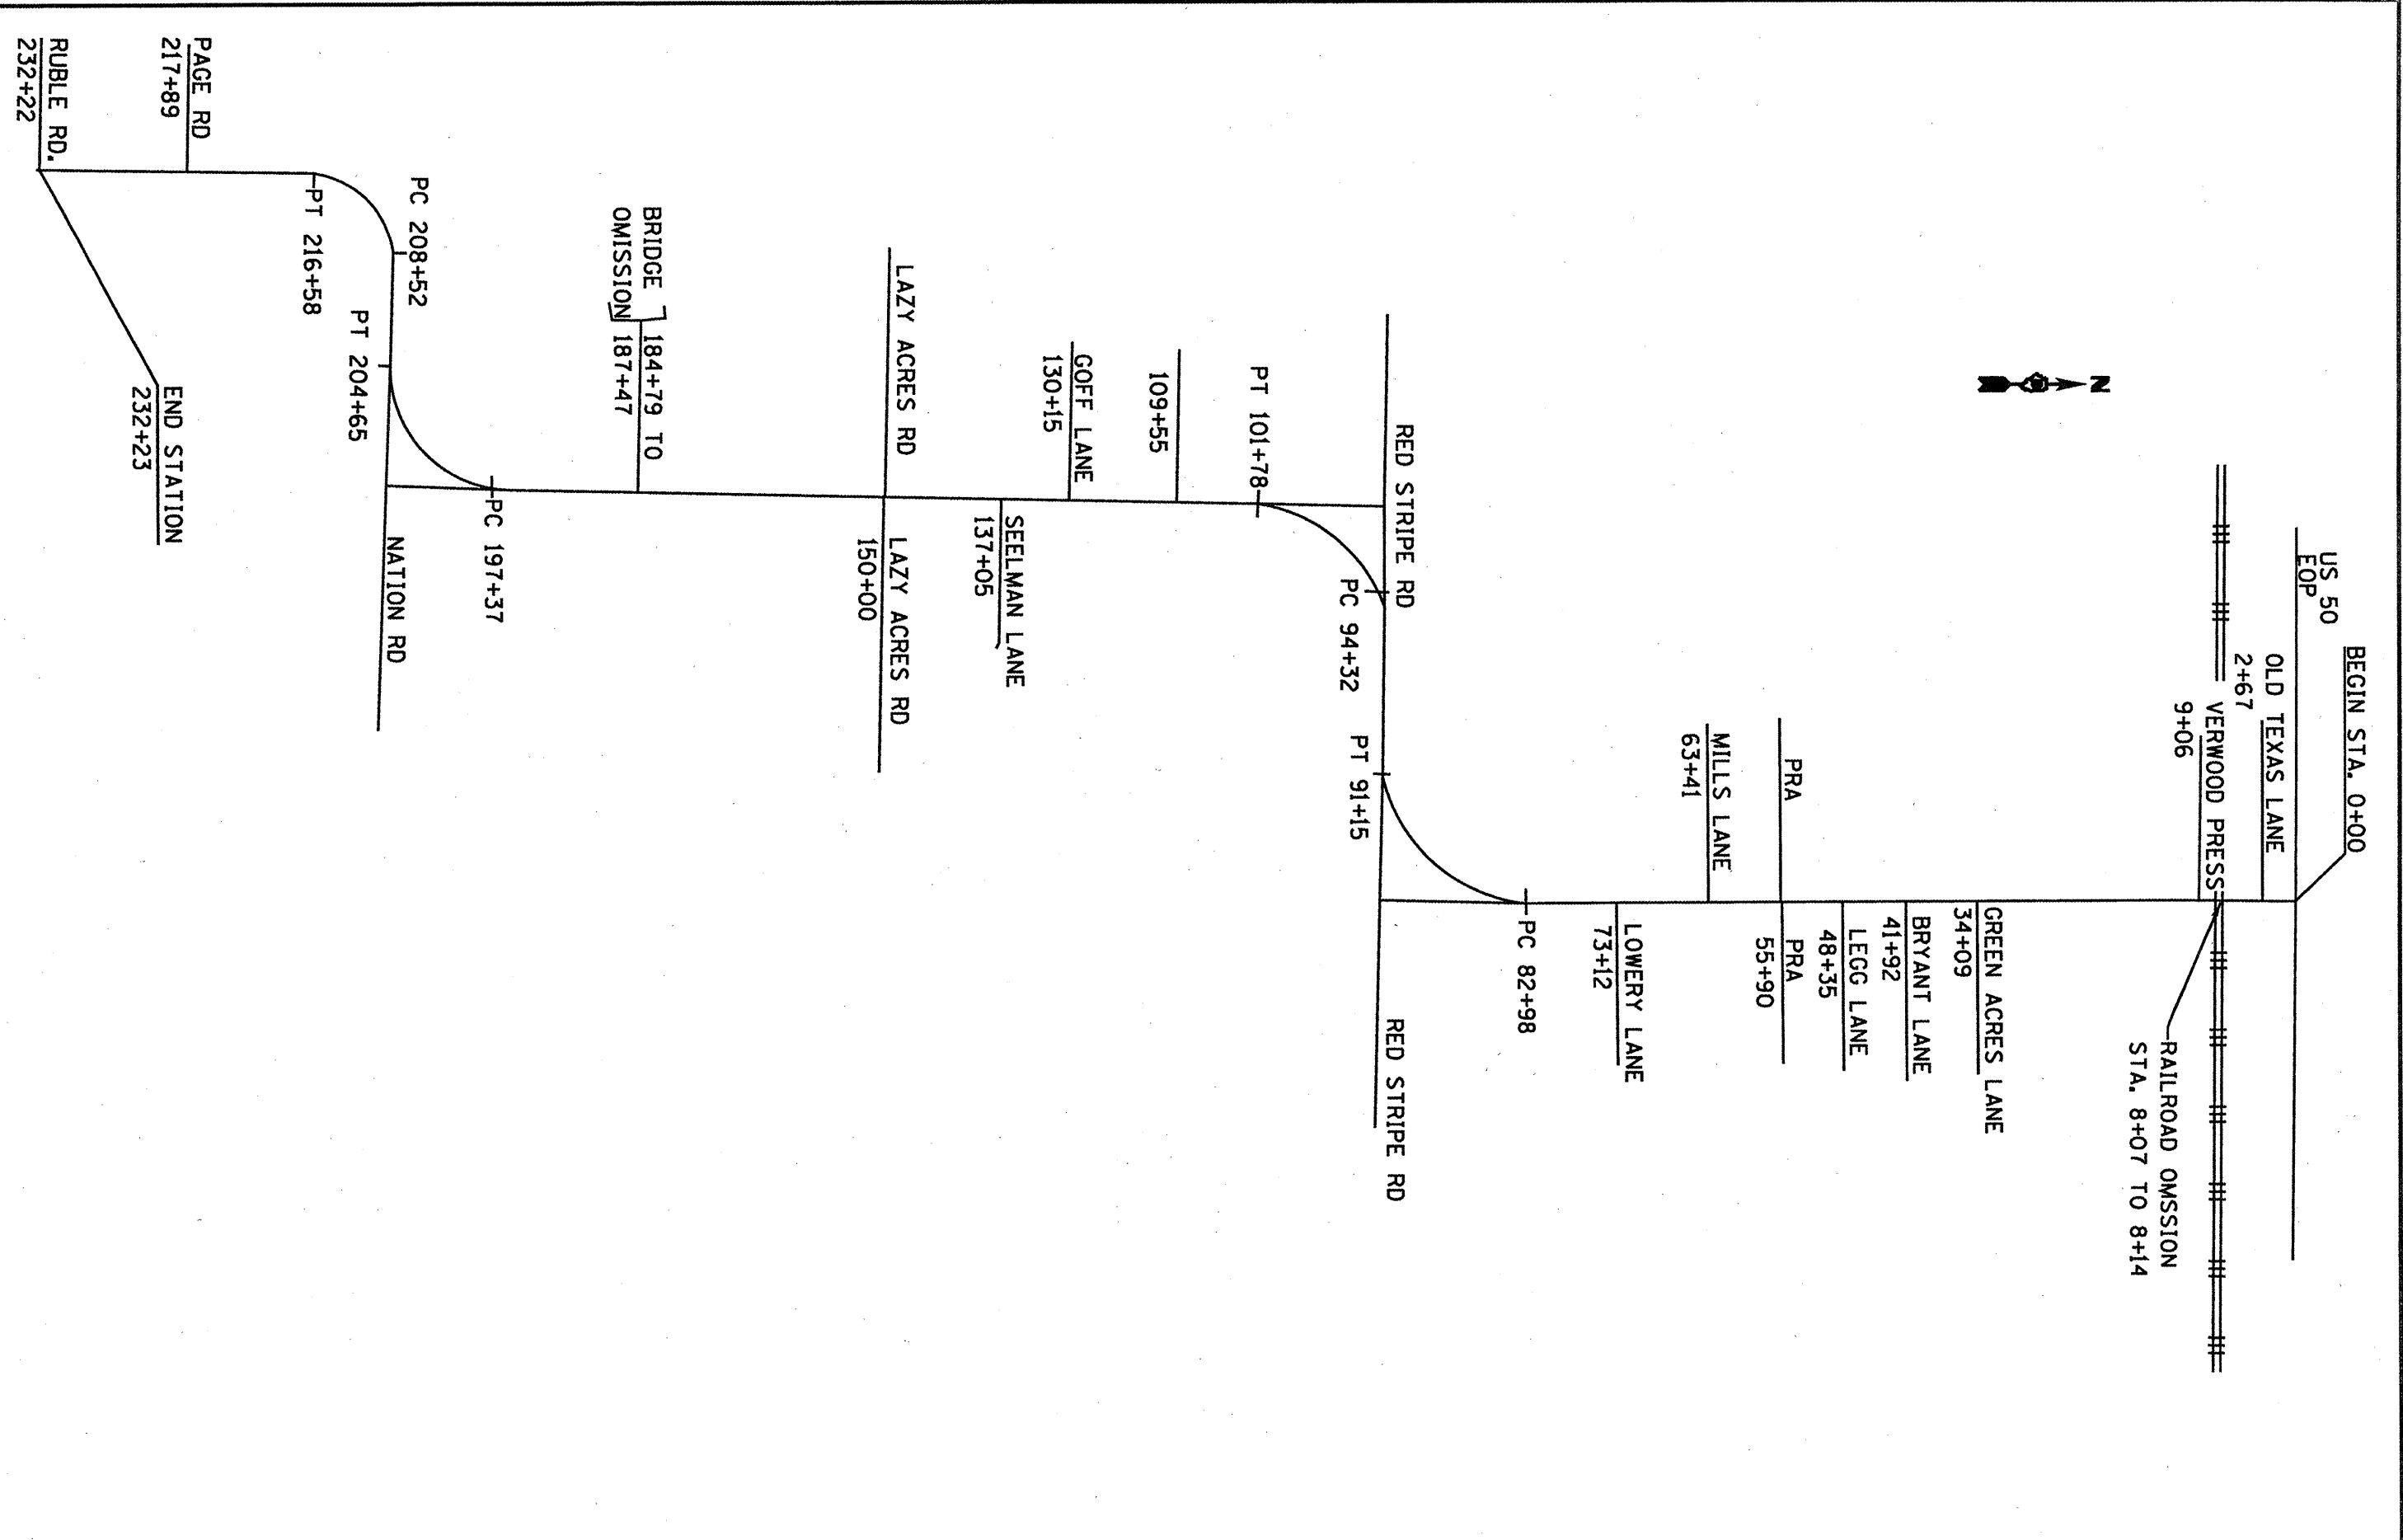 BEGIN STA. 0+00
US 50
EOP
OLD TEXAS LANE
2+67
VERWOOD PRESS
9+06
RAILROAD OMSSION
STA. 8+07 TO 8+14
N
GREEN ACRES LANE
34+09
BRYANT LANE
41+92
LEGG LANE
48+35
PRA
PRA
55+90
MILLS LANE
63+41
LOWERY LANE
73+12
PC 82+98
RED STRIPE RD
RED STRIPE RD
PT 91+15
PC 94+32
PT 101+78
109+55
GOFF LANE
130+15
SEELMAN LANE
137+05
LAZY ACRES RD
LAZY ACRES RD
150+00
BRIDGE
OMISSION
184+79 TO
187+47
PC 197+37
NATION RD
PT 204+65
PC 208+52
PT 216+58
PAGE RD
217+89
END STATION
232+23
RUBLE RD.
232+22